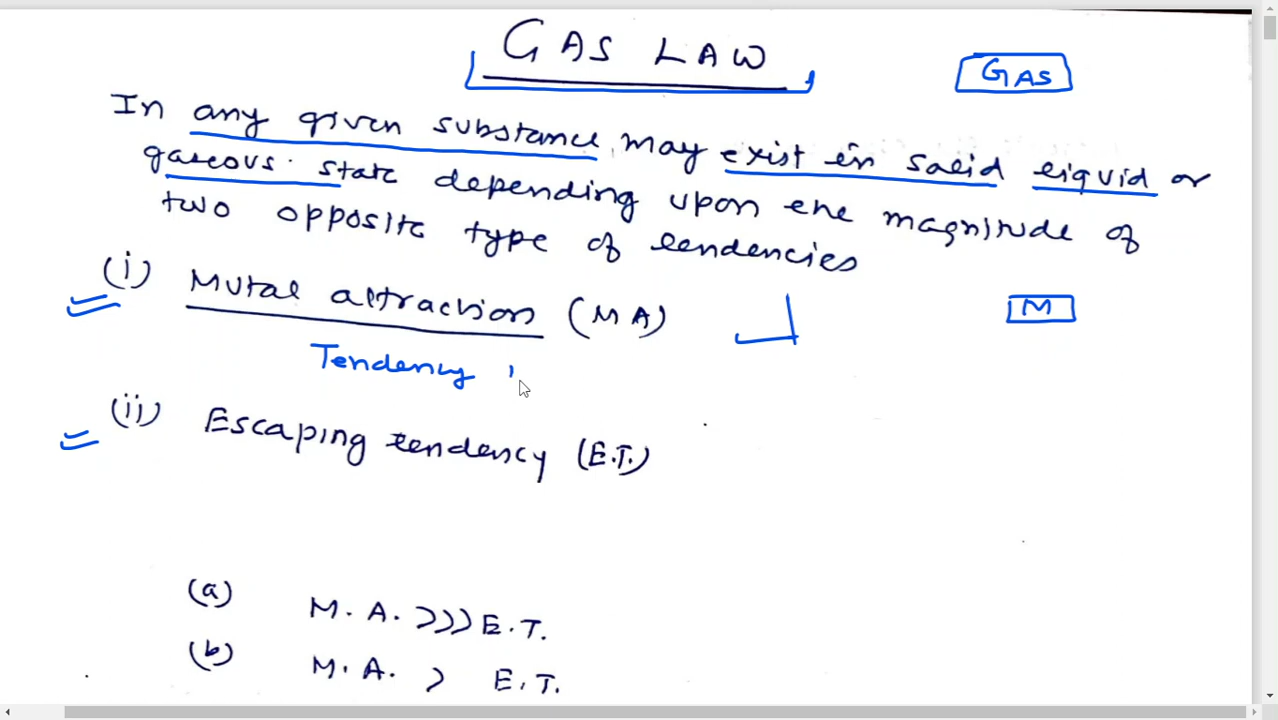 GAS LAW
GAS
In any given substance may exist in solid liquid or
gaseous state depending upon the magnitude of
two opposite type of tendencies
(i) Mutal attraction (MA)
M
Tendency
(ii) Escaping tendency (E.T.)
(a) M. A. >>> E. T.
(b) M. A. > E. T.